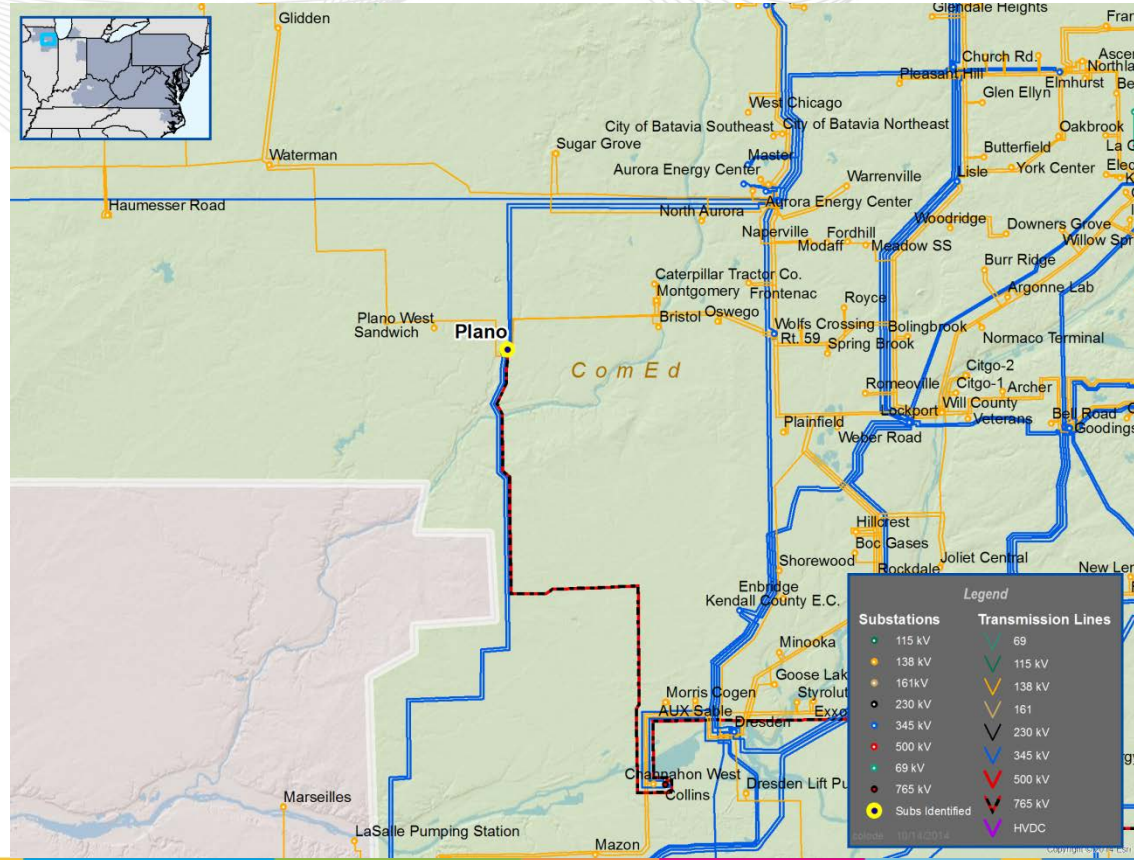 Glidden
Glendale Heights
Fran
Church Rd.
Pleasant Hill
Elmhurst
Northla
Glen Ellyn
West Chicago
City of Batavia Southeast
City of Batavia Northeast
Oakbrook
Sugar Grove
Butterfield
Waterman
Master
York Center
Aurora Energy Center
Warrenville
Lisle
Haumesser Road
Aurora Energy Center
North Aurora
Woodridge
Downers Grove
Naperville
Fordhill
Modaff
Meadow SS
Willow Spr
Burr Ridge
Caterpillar Tractor Co.
Montgomery
Frontenac
Argonne Lab
Royce
Plano West
Bristol
Oswego
Wolfs Crossing
Sandwich
Plano
Rt. 59
Bolingbrook
Spring Brook
Normaco Terminal
ComEd
Citgo-2
Romeoville
Citgo-1
Archer
Will County
Lockport
Veterans
Bell Road
Plainfield
Goodings
Weber Road
Hillcrest
Boc Gases
Shorewood
Joliet Central
Rockdale
New Len
Enbridge
Kendall County E.C.
Minooka
Goose Lak
Morris Cogen
Styrolut
AUX Sable
Exxo
Dresden
Channahon West
Collins
Dresden Lift Pu
Marseilles
LaSalle Pumping Station
Mazon
Legend
Substations
115 kV
138 kV
161kV
230 kV
345 kV
500 kV
69 kV
765 kV
Subs Identified
Transmission Lines
69
115 kV
138 kV
161
230 kV
345 kV
500 kV
765 kV
HVDC